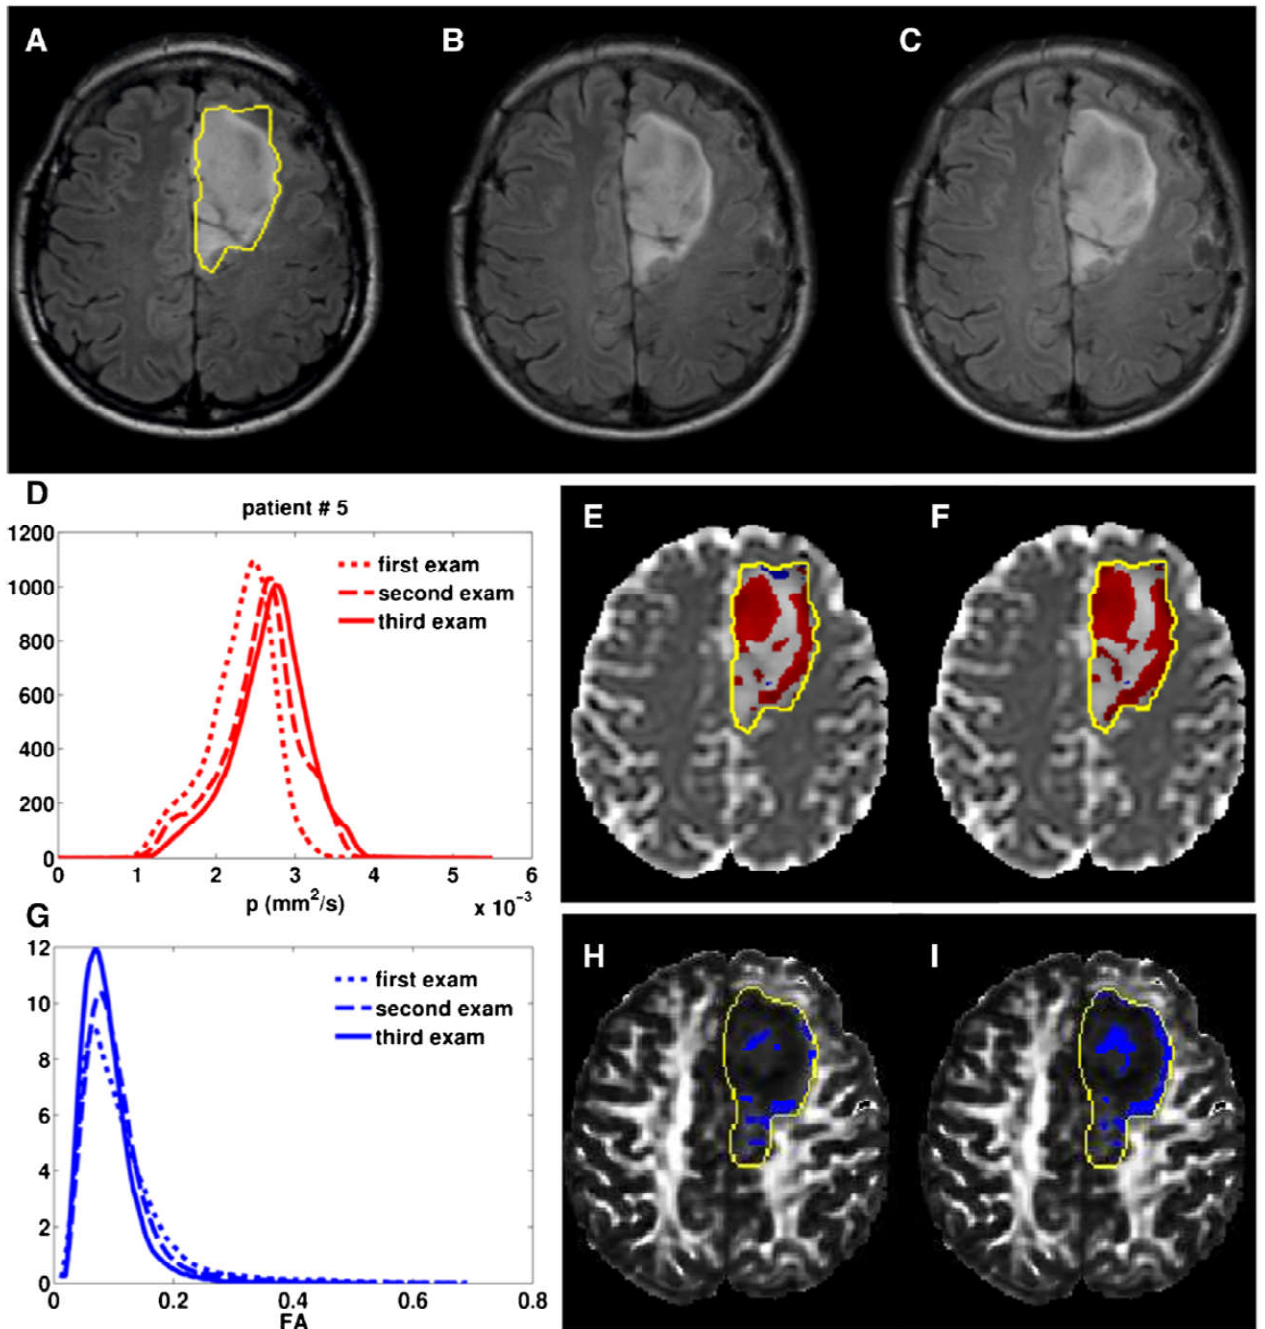 A
B
C
D
patient # 5
1200
1000
800
600
400
200
0
first exam
second exam
third exam
0 1 2 3 4 5 6
p (mm²/s)
x 10⁻³
E
F
G
12
10
8
6
4
2
0
first exam
second exam
third exam
0 0.2 0.4 0.6 0.8
FA
H
I